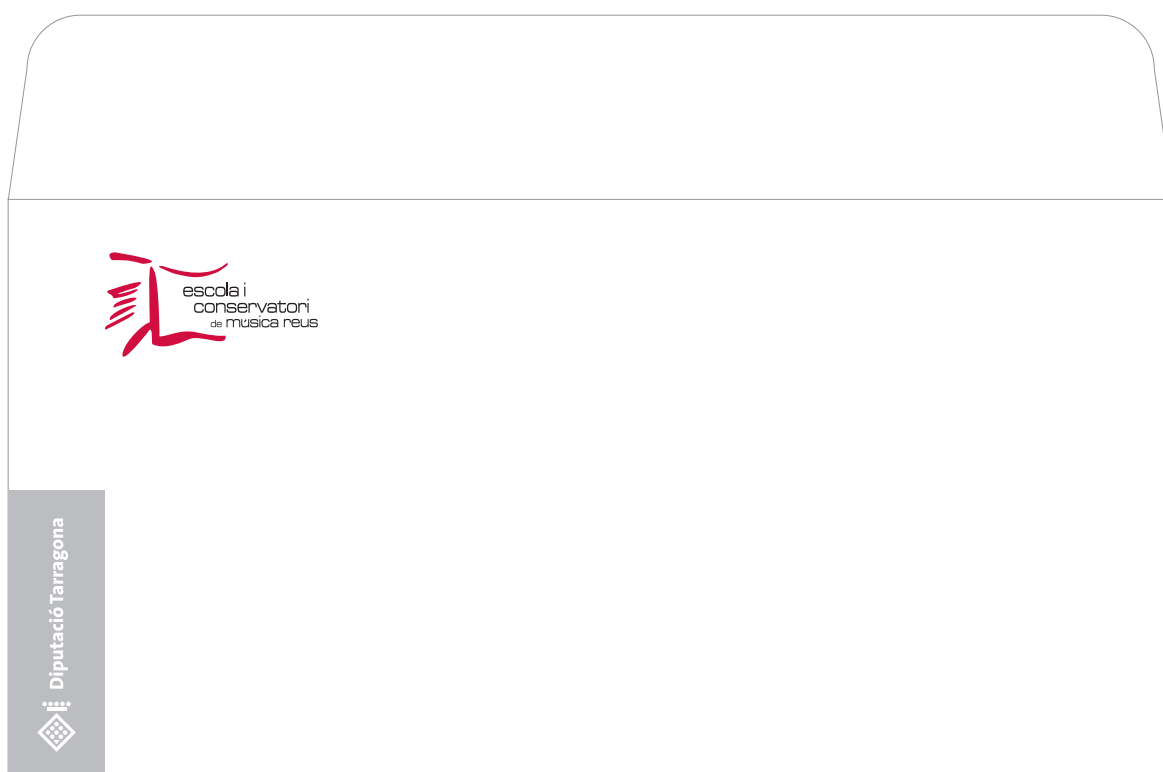 escola i
conservatori
de música reus
Diputació Tarragona